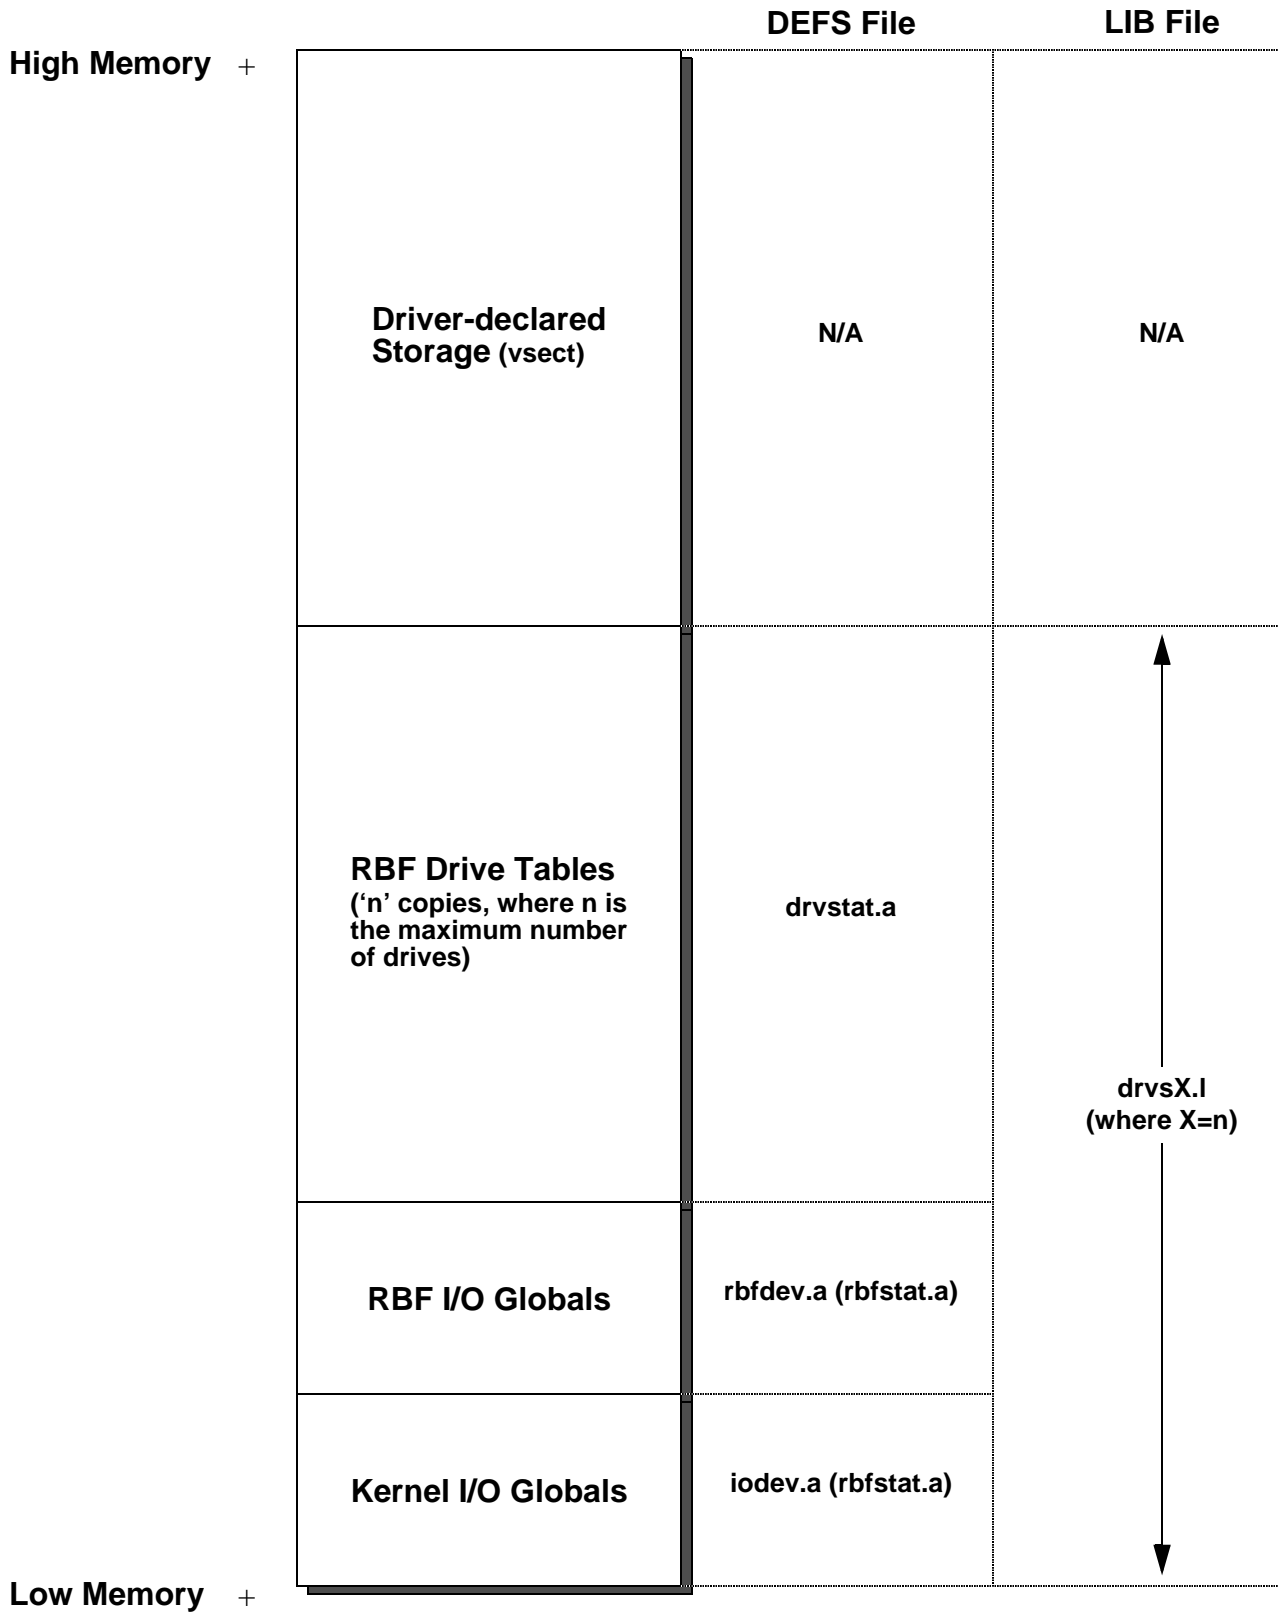 DEFS File
LIB File
High Memory +
Driver-declared
Storage (vsect)
N/A
N/A
RBF Drive Tables
(‘n’ copies, where n is
the maximum number
of drives)
drvstat.a
drvsX.l
(where X=n)
RBF I/O Globals
rbfdev.a (rbfstat.a)
Kernel I/O Globals
iodev.a (rbfstat.a)
Low Memory +